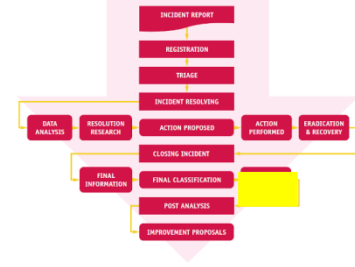 INCIDENT REPORT
REGISTRATION
TRIAGE
INCIDENT RESOLVING
DATA
ANALYSIS
RESOLUTION
RESEARCH
ACTION PROPOSED
ACTION
PERFORMED
ERADICATION
& RECOVERY
CLOSING INCIDENT
FINAL
INFORMATION
FINAL CLASSIFICATION
POST ANALYSIS
IMPROVEMENT PROPOSALS